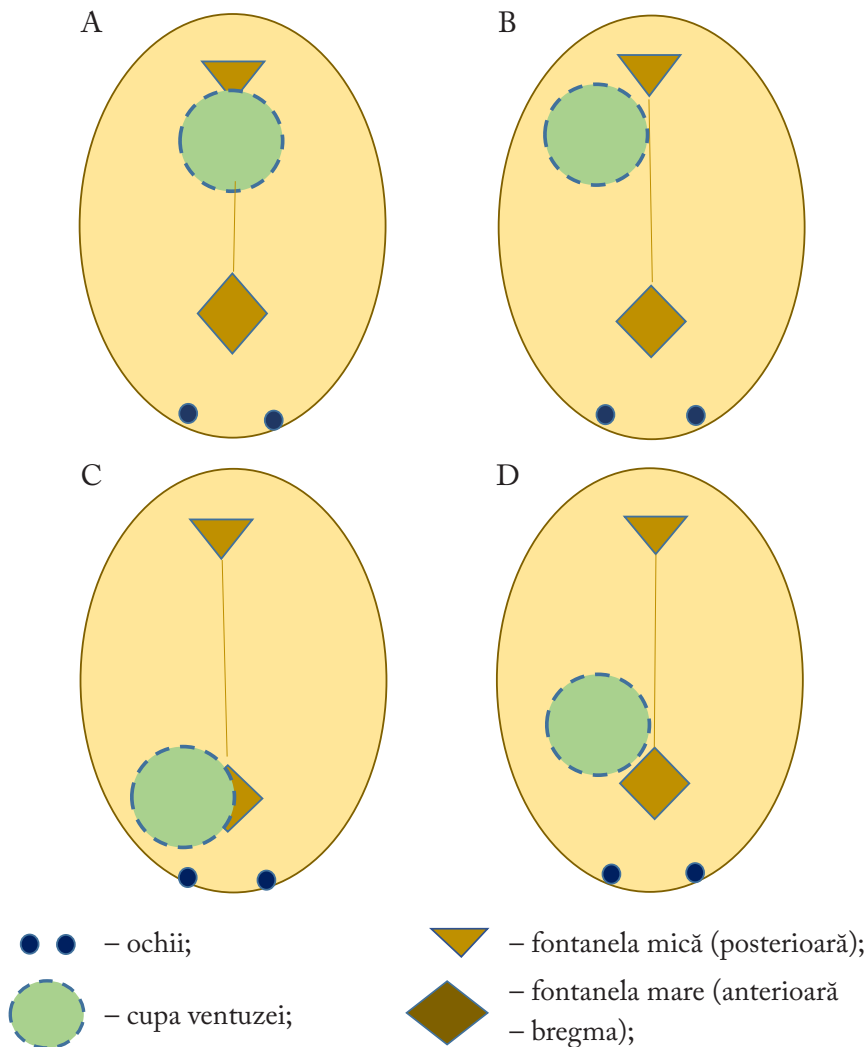 A
B
C
D
– ochii;
– cupa ventuzei;
– fontanela mică (posterioară);
– fontanela mare (anterioară
– bregma);